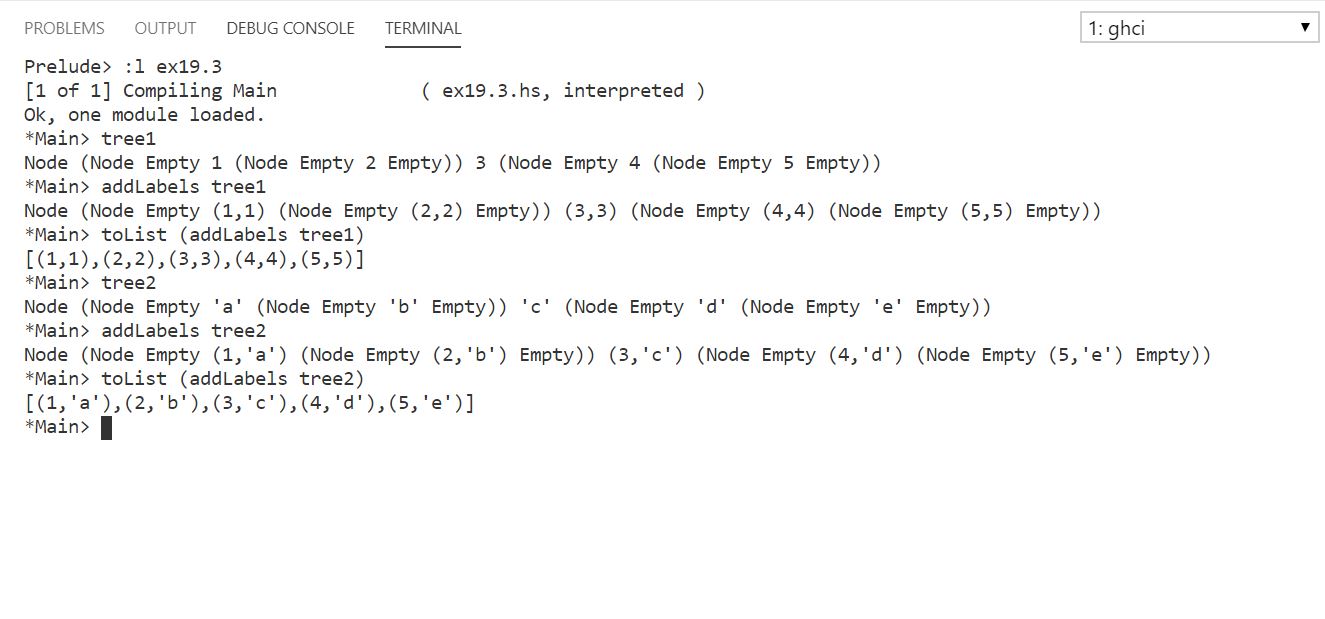 PROBLEMS OUTPUT DEBUG CONSOLE TERMINAL 1: ghci
Prelude> :l ex19.3
[1 of 1] Compiling Main             ( ex19.3.hs, interpreted )
Ok, one module loaded.
*Main> tree1
Node (Node Empty 1 (Node Empty 2 Empty)) 3 (Node Empty 4 (Node Empty 5 Empty))
*Main> addLabels tree1
Node (Node Empty (1,1) (Node Empty (2,2) Empty)) (3,3) (Node Empty (4,4) (Node Empty (5,5) Empty))
*Main> toList (addLabels tree1)
[(1,1),(2,2),(3,3),(4,4),(5,5)]
*Main> tree2
Node (Node Empty 'a' (Node Empty 'b' Empty)) 'c' (Node Empty 'd' (Node Empty 'e' Empty))
*Main> addLabels tree2
Node (Node Empty (1,'a') (Node Empty (2,'b') Empty)) (3,'c') (Node Empty (4,'d') (Node Empty (5,'e') Empty))
*Main> toList (addLabels tree2)
[(1,'a'),(2,'b'),(3,'c'),(4,'d'),(5,'e')]
*Main>